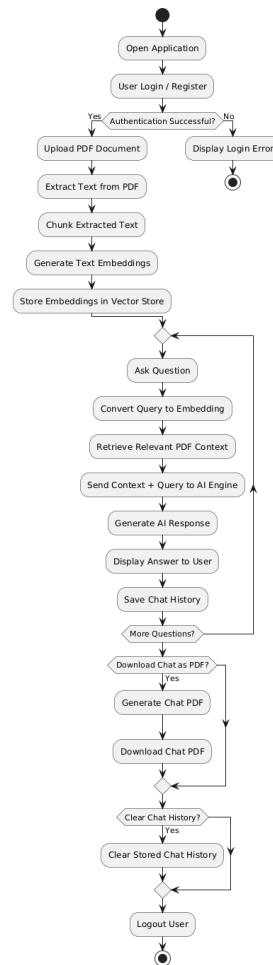 Open Application
User Login / Register
Yes
Authentication Successful?
No
Upload PDF Document
Display Login Error
Extract Text from PDF
Chunk Extracted Text
Generate Text Embeddings
Store Embeddings in Vector Store
Ask Question
Convert Query to Embedding
Retrieve Relevant PDF Context
Send Context + Query to AI Engine
Generate AI Response
Display Answer to User
Save Chat History
More Questions?
Download Chat as PDF?
Yes
Generate Chat PDF
Download Chat PDF
Clear Chat History?
Yes
Clear Stored Chat History
Logout User